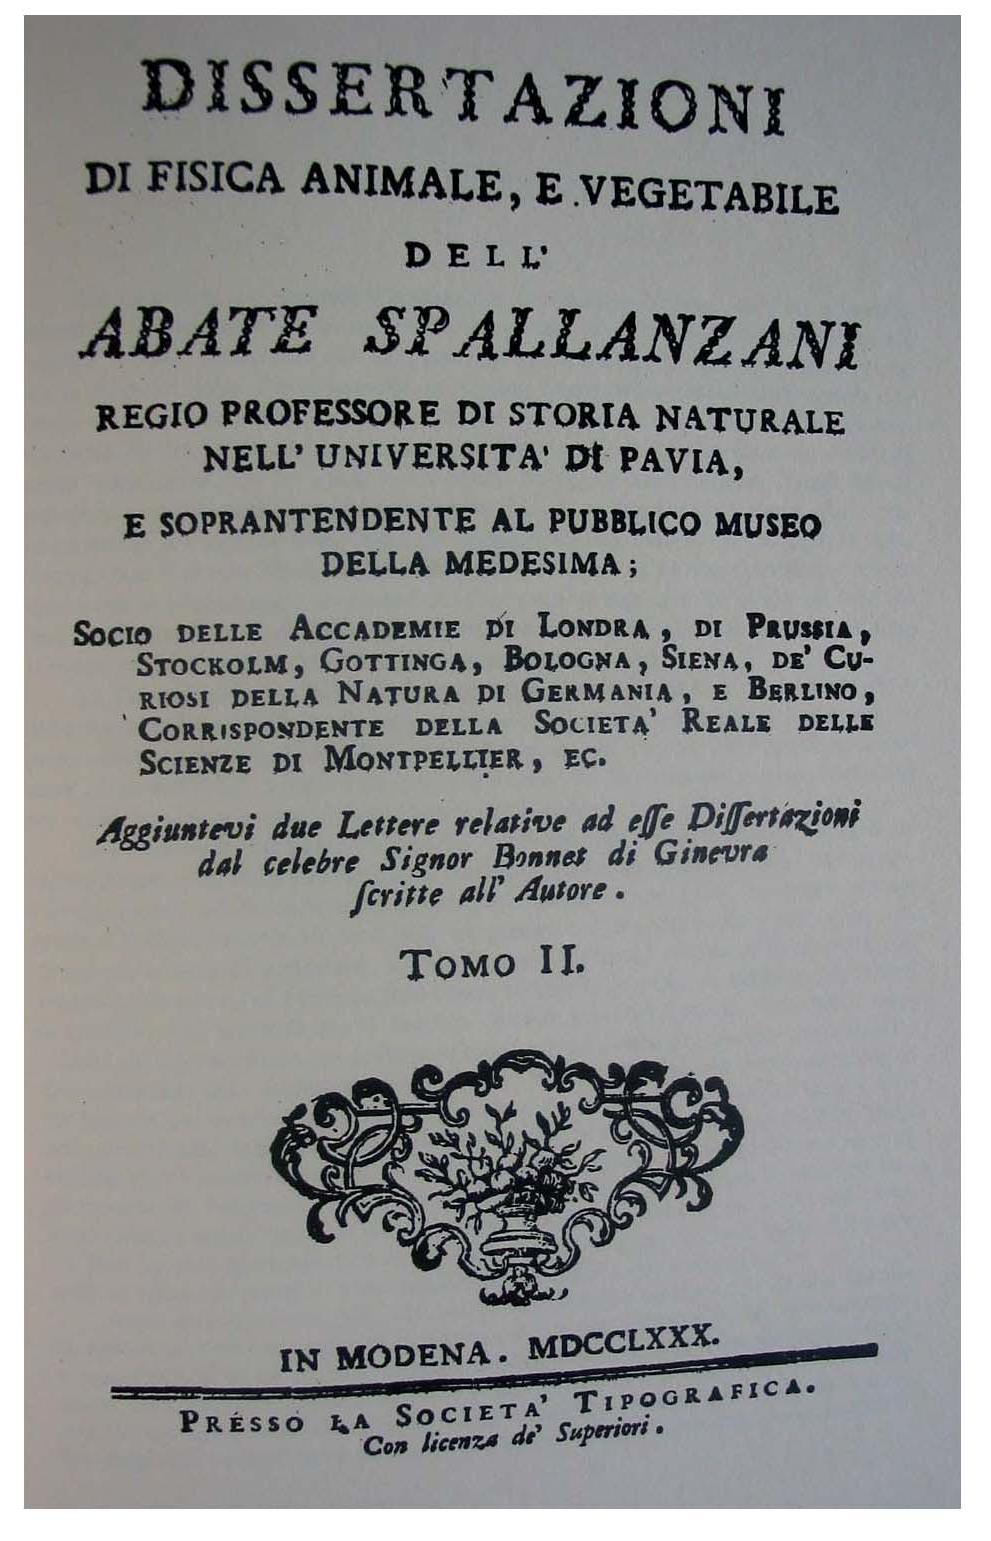 DISSERTAZIONI
DI FISICA ANIMALE, E VEGETABILE
DELL'
ABATE SPALLANZANI
REGIO PROFESSORE DI STORIA NATURALE
NELL' UNIVERSITA' DI PAVIA,
E SOPRANTENDENTE AL PUBBLICO MUSEO
DELLA MEDESIMA;
SOCIO DELLE ACCADEMIE DI LONDRA, DI PRUSSIA,
STOCKOLM, GOTTINGA, BOLOGNA, SIENA, DE' CU-
RIOSI DELLA NATURA DI GERMANIA, E BERLINO,
CORRISPONDENTE DELLA SOCIETA' REALE DELLE
SCIENZE DI MONTPELLIER, EC.
Aggiuntevi due Lettere relative ad eſſe Diſſertazioni
dal celebre Signor Bonnet di Ginevra
ſcritte all' Autore.
TOMO II.
IN MODENA. MDCCLXXX.
PRESSO LA SOCIETA' TIPOGRAFICA.
Con licenza de' Superiori.